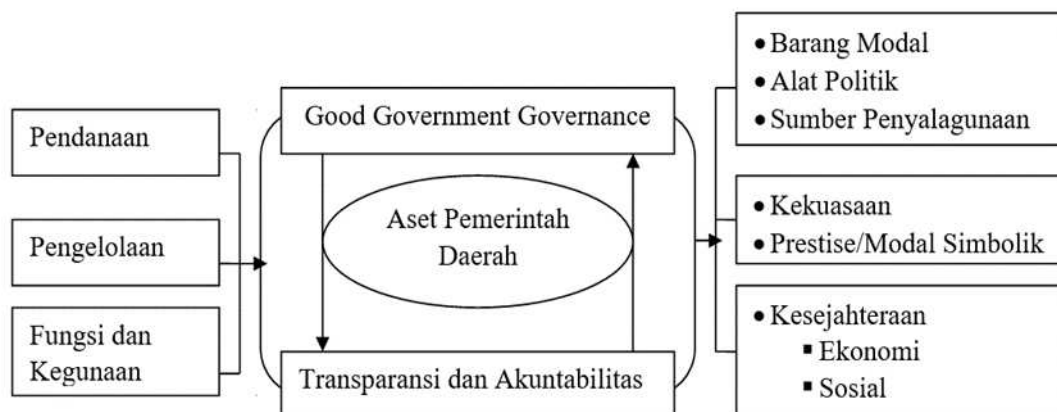 Pendanaan
Pengelolaan
Fungsi dan
Kegunaan
Good Government Governance
Aset Pemerintah
Daerah
Transparansi dan Akuntabilitas
• Barang Modal
• Alat Politik
• Sumber Penyalagunaan
• Kekuasaan
• Prestise/Modal Simbolik
• Kesejahteraan
▪ Ekonomi
▪ Sosial